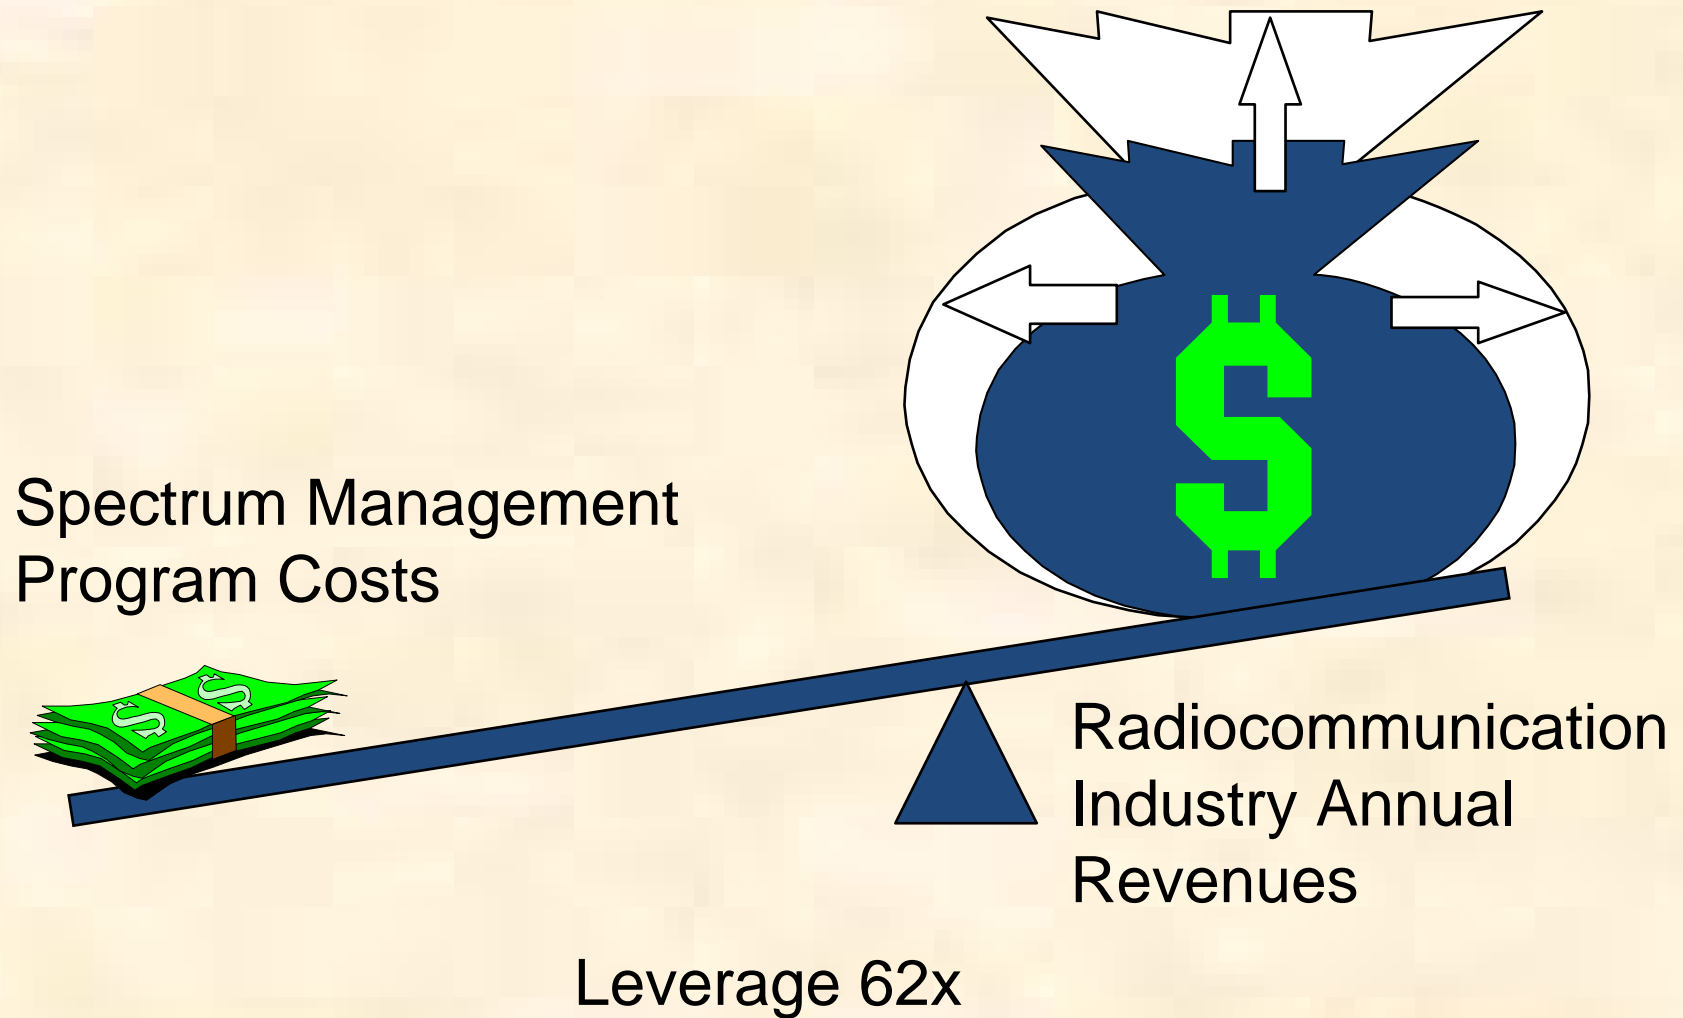 Spectrum Management
Program Costs
$
$ $
Radiocommunication
Industry Annual
Revenues
Leverage 62x